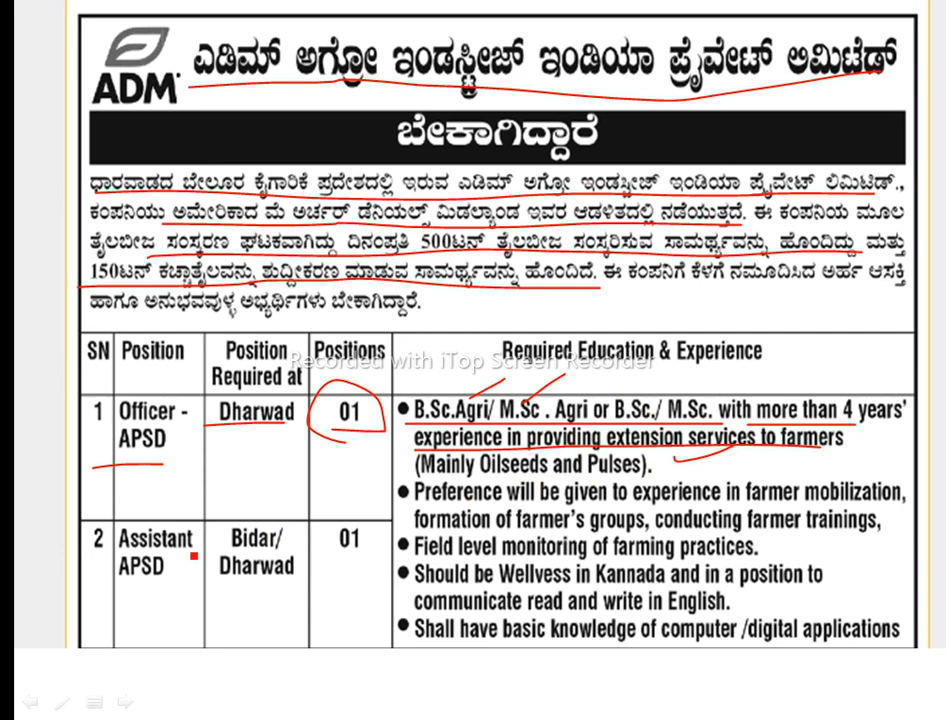 ADM
ಎಡಿಮ್ ಅಗ್ರೋ ಇಂಡಸ್ಟ್ರೀಜ್ ಇಂಡಿಯಾ ಪ್ರೈವೇಟ್ ಲಿಮಿಟೆಡ್
ಬೇಕಾಗಿದ್ದಾರೆ
ಧಾರವಾಡದ ಬೇಲೂರ ಕೈಗಾರಿಕೆ ಪ್ರದೇಶದಲ್ಲಿ ಇರುವ ಎಡಿಮ್ ಅಗ್ರೋ ಇಂಡಸ್ಟ್ರೀಜ್ ಇಂಡಿಯಾ ಪ್ರೈವೇಟ್ ಲಿಮಿಟೆಡ್.,
ಕಂಪನಿಯು ಅಮೇರಿಕಾದ ಮೆ ಅರ್ಚರ್ ಡೆನಿಯಲ್ಸ್ ಮಿಡಲ್ಯಾಂಡ ಇವರ ಆಡಳಿತದಲ್ಲಿ ನಡೆಯುತ್ತದೆ. ಈ ಕಂಪನಿಯ ಮೂಲ
ತೈಲಬೀಜ ಸಂಸ್ಕರಣ ಘಟಕವಾಗಿದ್ದು ದಿನಂಪ್ರತಿ 500ಟನ್ ತೈಲಬೀಜ ಸಂಸ್ಕರಿಸುವ ಸಾಮರ್ಥ್ಯವನ್ನು ಹೊಂದಿದ್ದು ಮತ್ತು
150ಟನ್ ಕಚ್ಚಾತೈಲವನ್ನು ಶುದ್ದೀಕರಣ ಮಾಡುವ ಸಾಮರ್ಥ್ಯವನ್ನು ಹೊಂದಿದೆ. ಈ ಕಂಪನಿಗೆ ಕೆಳಗೆ ನಮೂದಿಸಿದ ಅರ್ಹ ಆಸಕ್ತಿ
ಹಾಗೂ ಅನುಭವವುಳ್ಳ ಅಭ್ಯರ್ಥಿಗಳು ಬೇಕಾಗಿದ್ದಾರೆ.
Recorded with iTop Screen Recorder
SN Position Position Required at Positions Required Education & Experience
1 Officer - APSD Dharwad 01
• B.Sc.Agri/ M.Sc . Agri or B.Sc./ M.Sc. with more than 4 years'
experience in providing extension services to farmers
(Mainly Oilseeds and Pulses).
• Preference will be given to experience in farmer mobilization,
formation of farmer's groups, conducting farmer trainings,
2 Assistant APSD Bidar/ Dharwad 01
• Field level monitoring of farming practices.
• Should be Wellvess in Kannada and in a position to
communicate read and write in English.
• Shall have basic knowledge of computer /digital applications